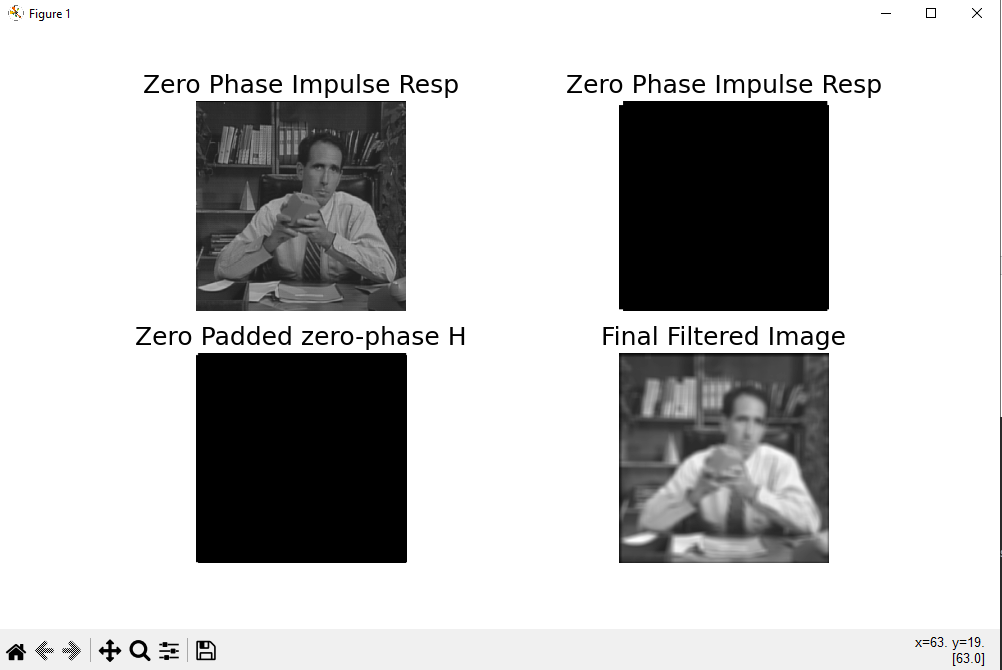 Figure 1
Zero Phase Impulse Resp
Zero Phase Impulse Resp
Zero Padded zero-phase H
Final Filtered Image
x=63. y=19.
[63.0]